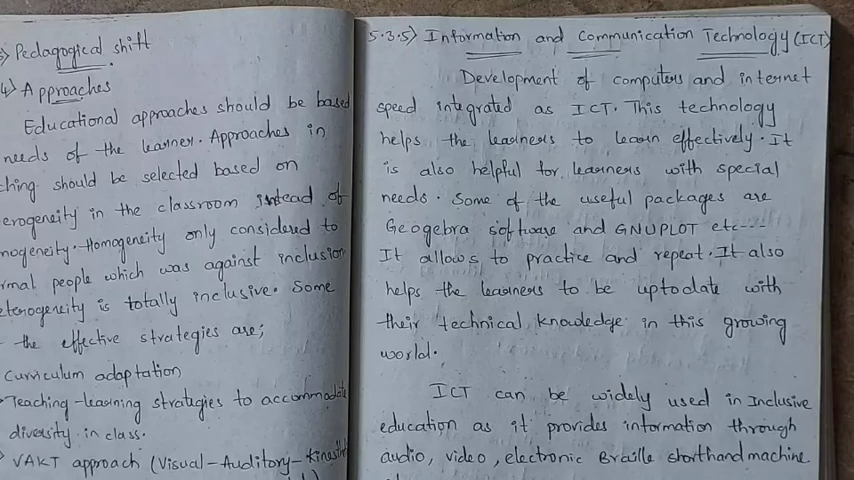 Pedagogical shift
4) Approaches
Educational approaches should be based
needs of the learner. Approaches in
ching should be selected based on
erogeneity in the classroom instead of
mogeneity. Homogeneity only considered to
rmal people which was against inclusion
eterogeneity is totally inclusive. Some
the effective strategies are;
Curriculum adaptation
Teaching-learning strategies to accommodate
diversity in class.
VAKT approach (Visual-Auditory-Kinesthe
5.3.5) Information and Communication Technology (ICT)
Development of computers and internet
speed integrated as ICT. This technology
helps the learners to learn effectively. It
is also helpful for learners with special
needs. Some of the useful packages are
Geogebra software and GNUPLOT etc----
It allows to practice and repeat. It also
helps the learners to be uptodate with
their technical knowledge in this growing
world.
ICT can be widely used in Inclusive
education as it provides information through
audio, video, electronic Braille shorthand machine